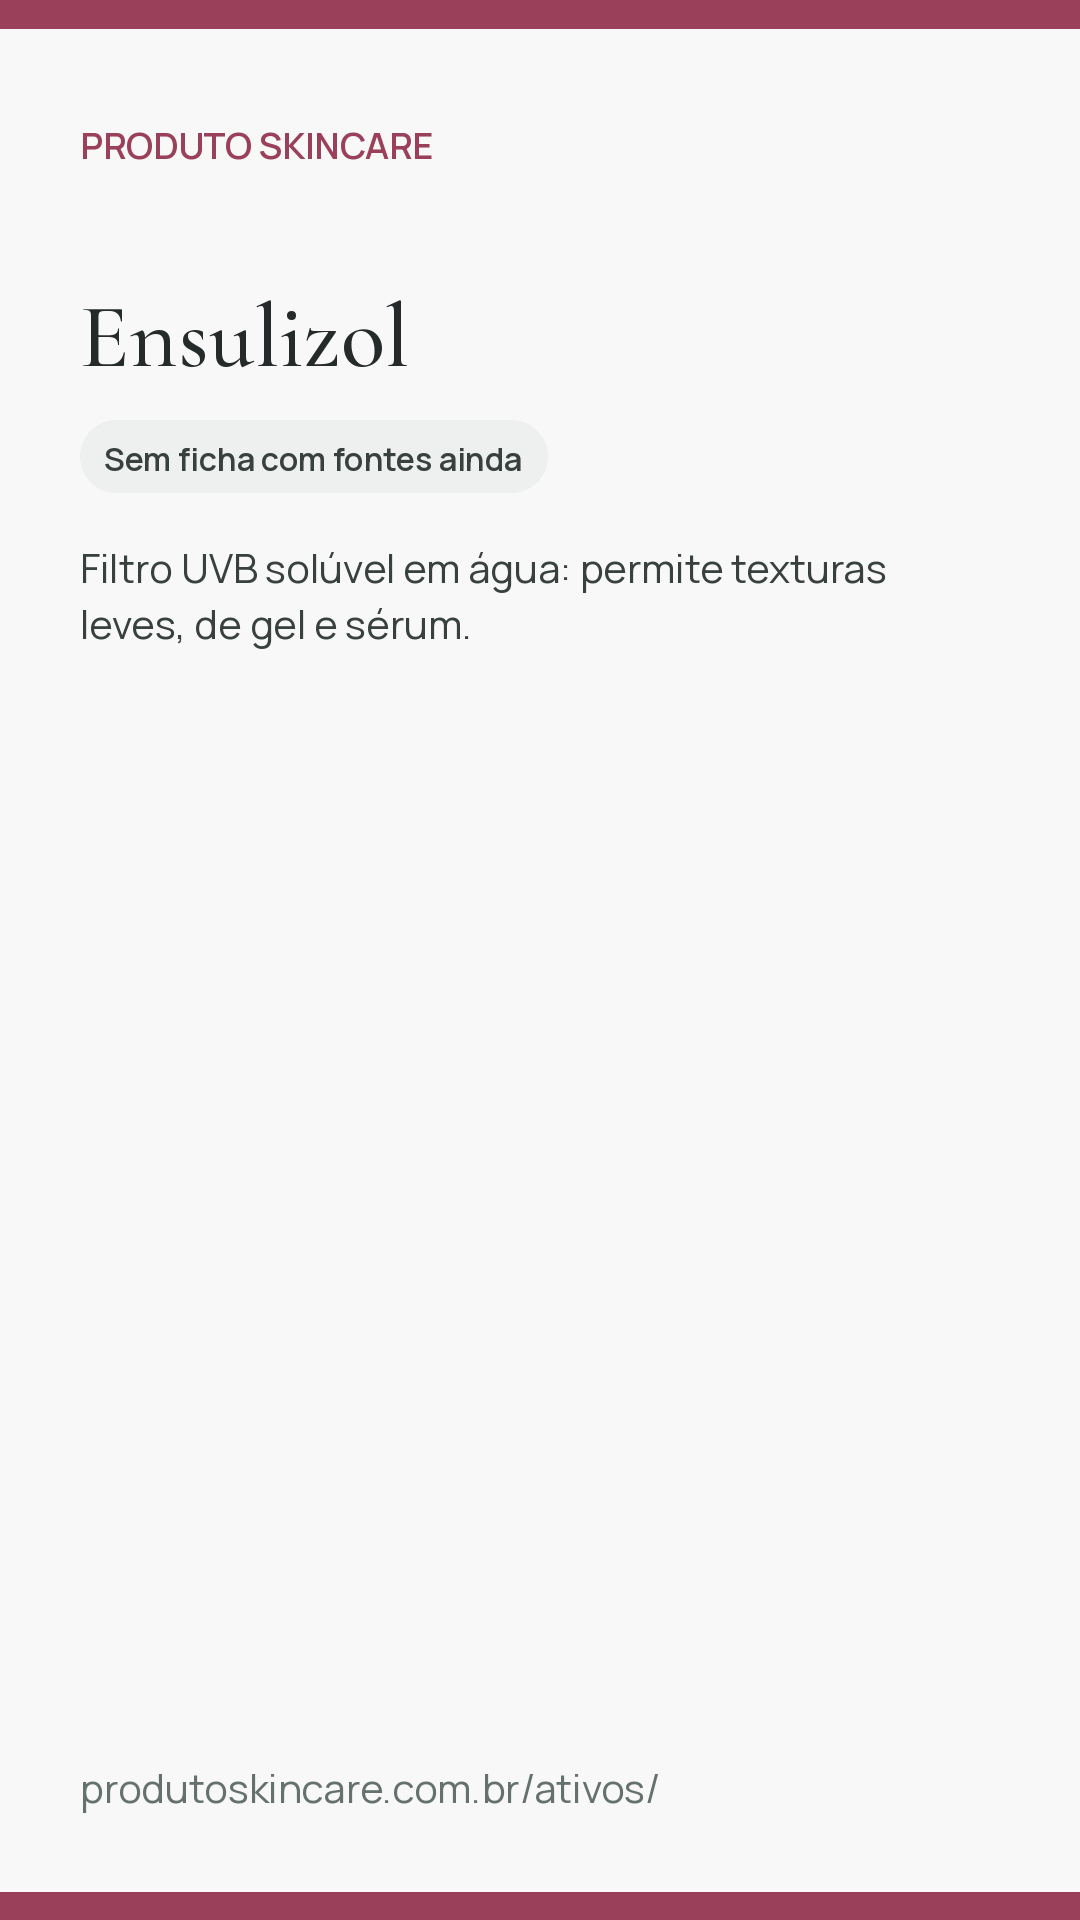 PRODUTO SKINCARE
Ensulizol
Sem ficha com fontes ainda
Filtro UVB solúvel em água: permite texturas
leves, de gel e sérum.
produtoskincare.com.br/ativos/